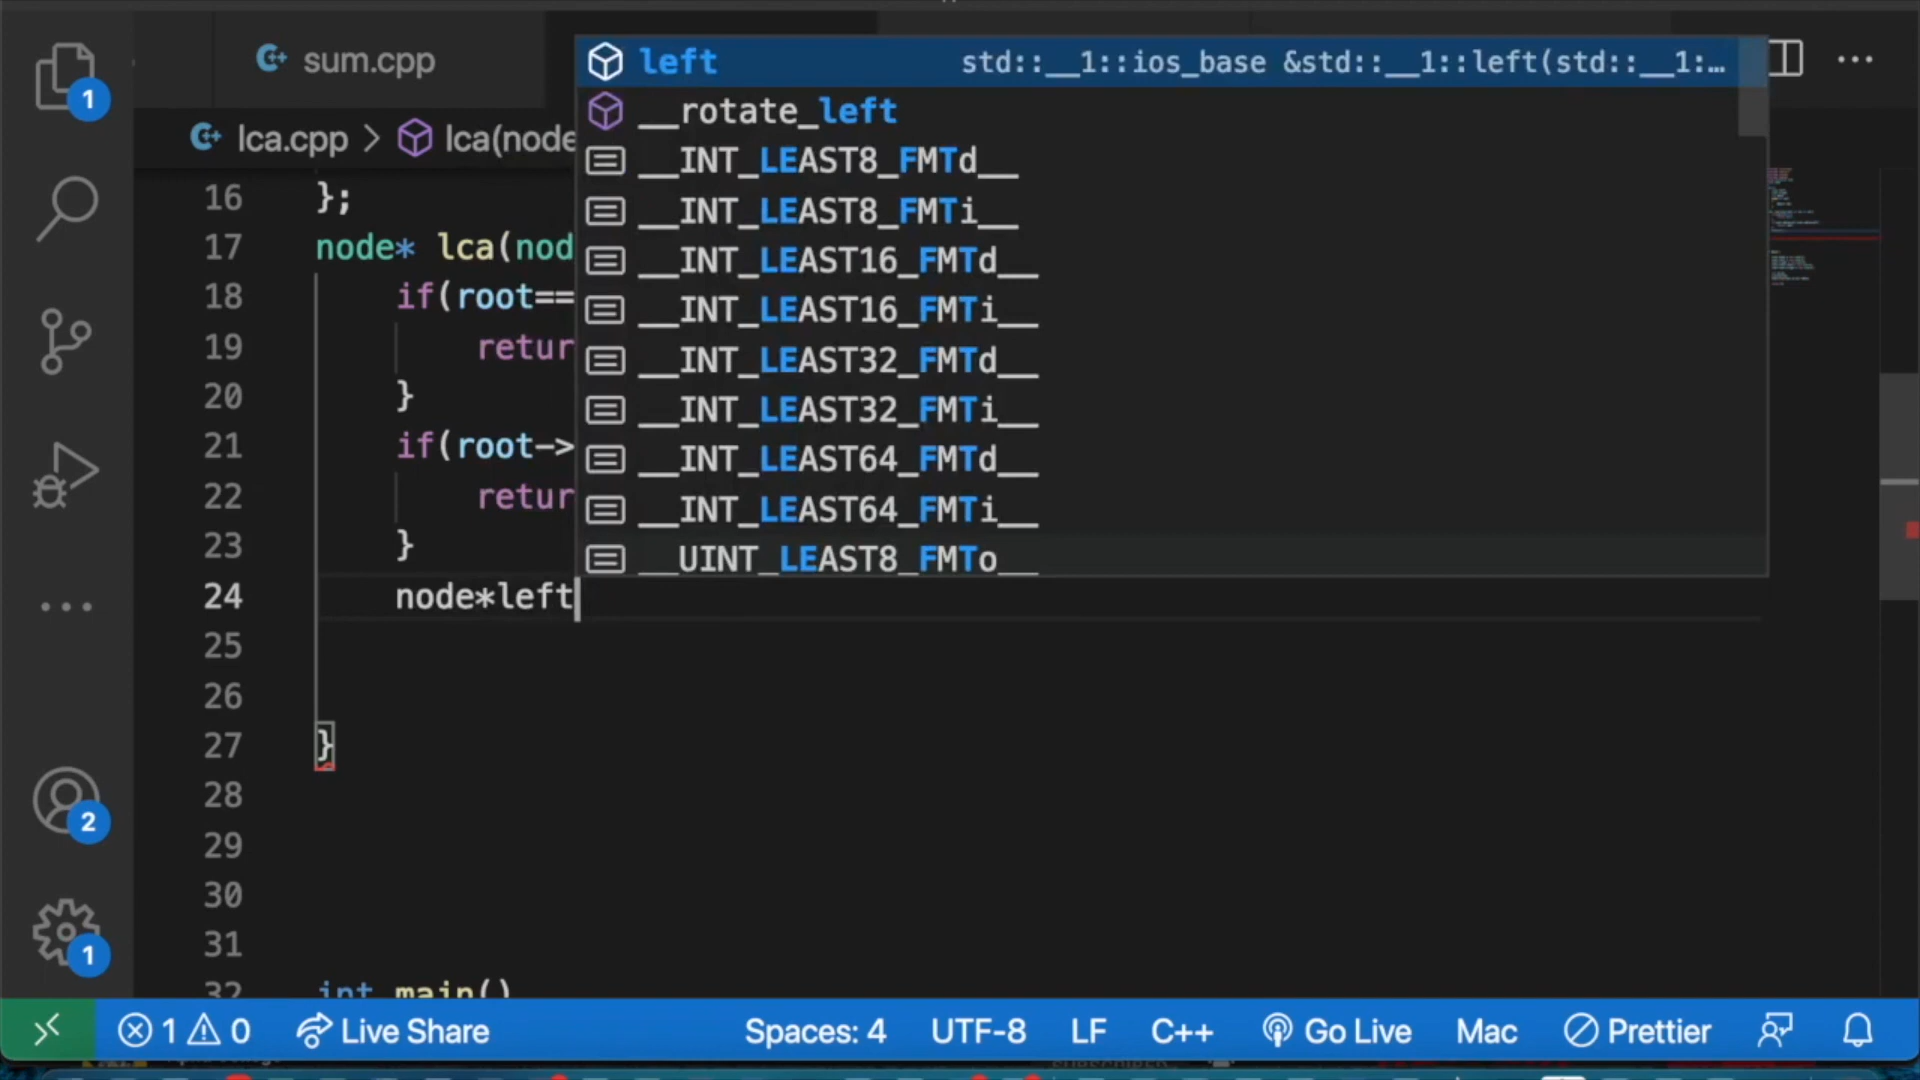 sum.cpp
left std::__1::ios_base &std::__1::left(std::__1:…
__rotate_left
lca.cpp > lca(node
__INT_LEAST8_FMTd__
__INT_LEAST8_FMTi__
__INT_LEAST16_FMTd__
__INT_LEAST16_FMTi__
__INT_LEAST32_FMTd__
__INT_LEAST32_FMTi__
__INT_LEAST64_FMTd__
__INT_LEAST64_FMTi__
__UINT_LEAST8_FMTo__
16 };
17 node* lca(nod
18 if(root==
19 retur
20 }
21 if(root->
22 retur
23 }
24 node*left
25
26
27 }
28
29
30
31
32 int main()
1
2
1
1 0 Live Share Spaces: 4 UTF-8 LF C++ Go Live Mac Prettier